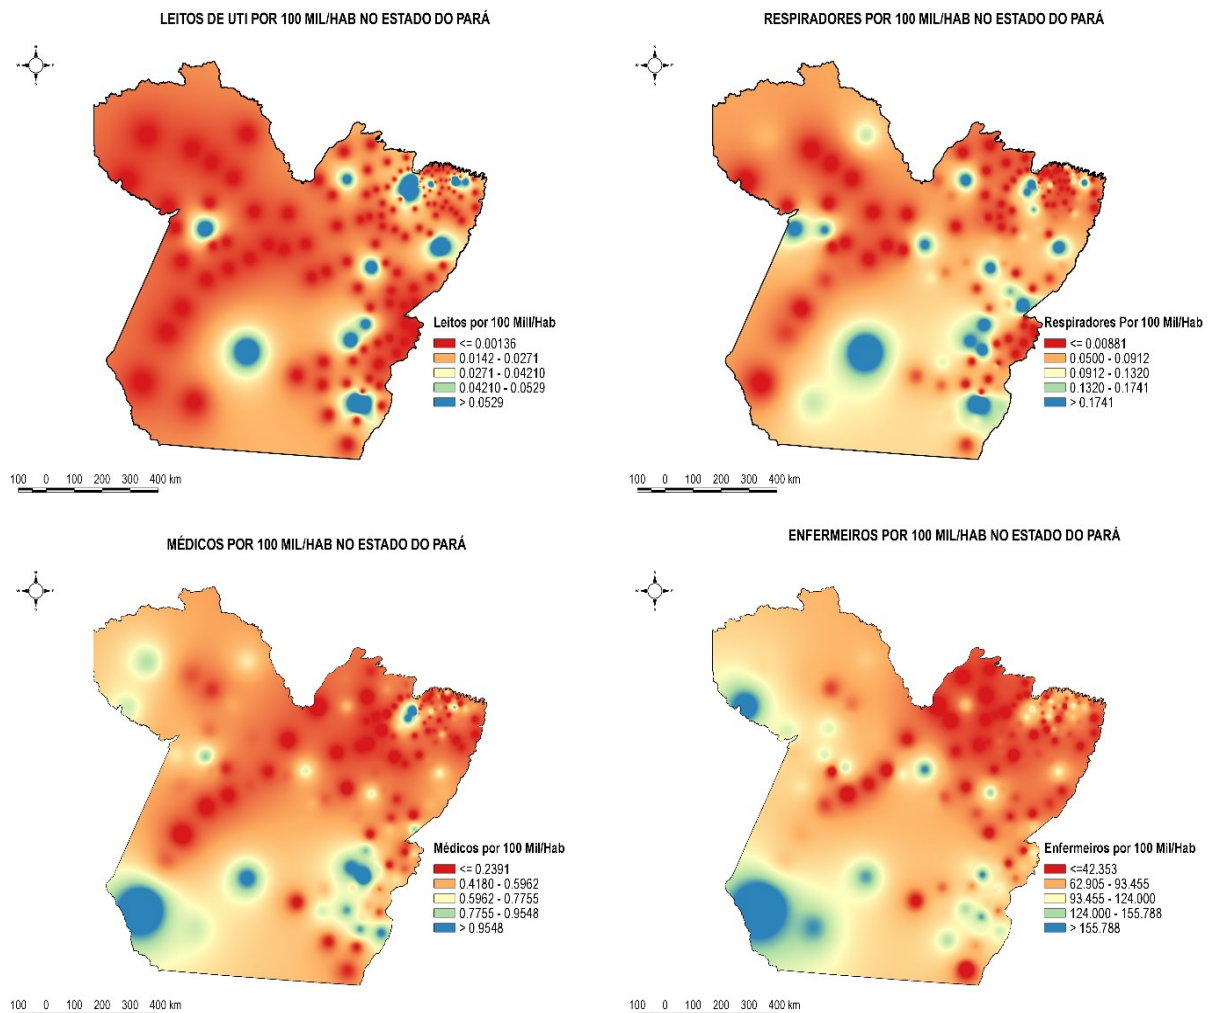 LEITOS DE UTI POR 100 MIL/HAB NO ESTADO DO PARÁ
Leitos por 100 Mill/Hab
<= 0.00136
0.0142 - 0.0271
0.0271 - 0.04210
0.04210 - 0.0529
> 0.0529
100 0 100 200 300 400 km
RESPIRADORES POR 100 MIL/HAB NO ESTADO DO PARÁ
Respiradores Por 100 Mil/Hab
<= 0.00881
0.0500 - 0.0912
0.0912 - 0.1320
0.1320 - 0.1741
> 0.1741
100 0 100 200 300 400 km
MÉDICOS POR 100 MIL/HAB NO ESTADO DO PARÁ
Médicos por 100 Mil/Hab
<= 0.2391
0.4180 - 0.5962
0.5962 - 0.7755
0.7755 - 0.9548
> 0.9548
100 0 100 200 300 400 km
ENFERMEIROS POR 100 MIL/HAB NO ESTADO DO PARÁ
Enfermeiros por 100 Mil/Hab
<=42.353
62.905 - 93.455
93.455 - 124.000
124.000 - 155.788
> 155.788
100 0 100 200 300 400 km